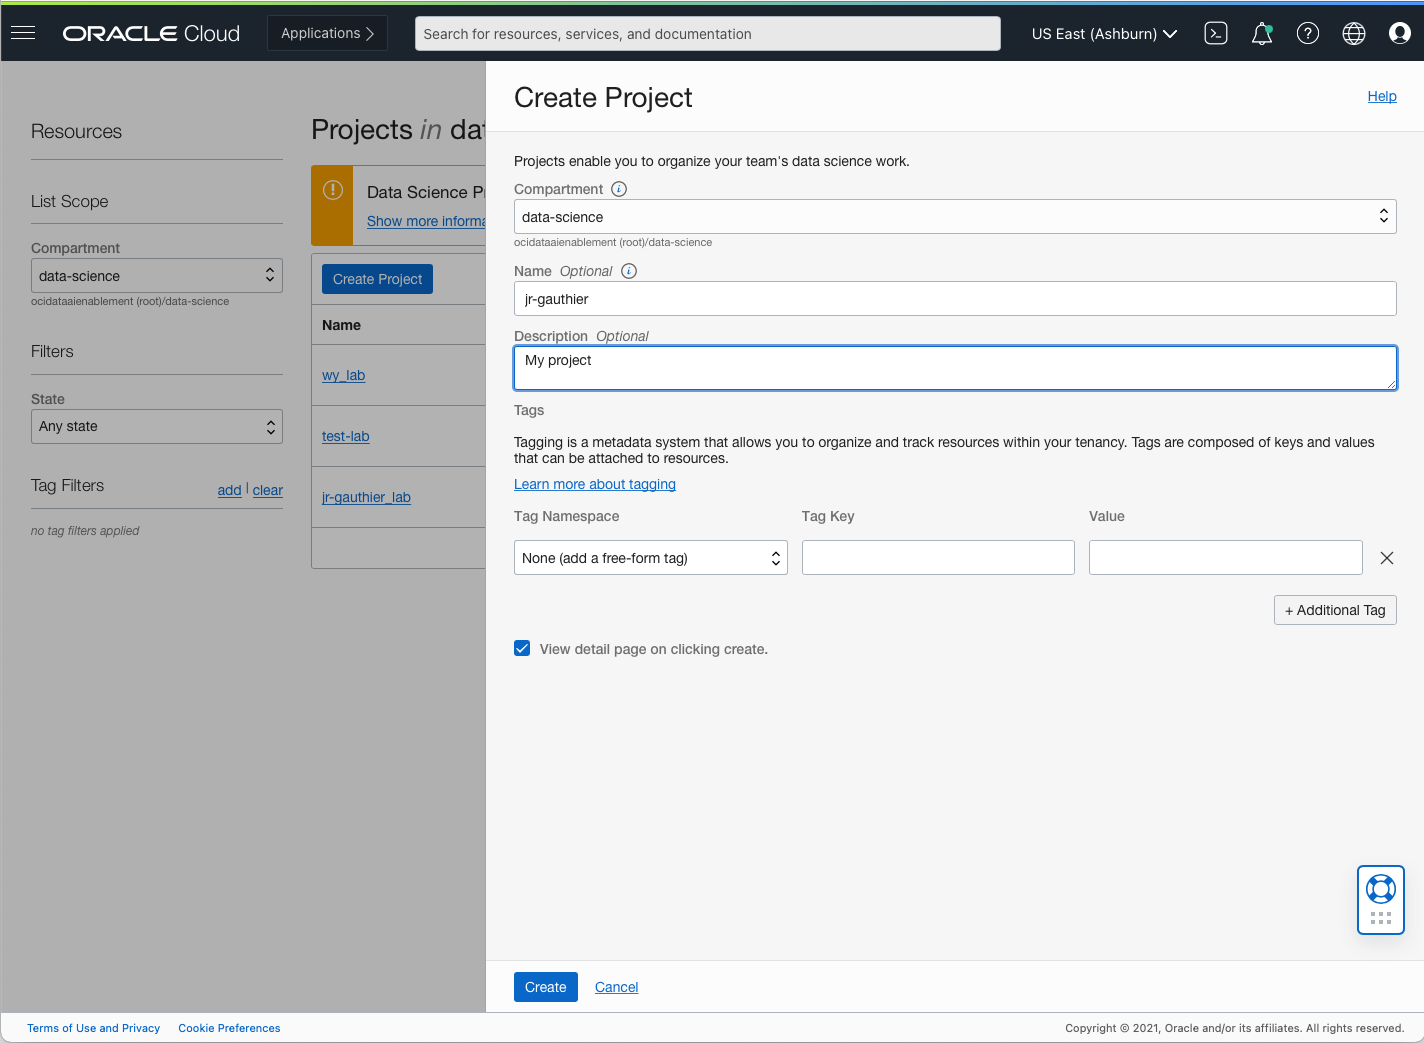 ORACLE Cloud
Applications
Search for resources, services, and documentation
US East (Ashburn)
Resources
List Scope
Compartment
data-science
ocidataaienablement (root)/data-science
Filters
State
Any state
Tag Filters
add | clear
no tag filters applied
Projects in dat
Data Science P
Show more informa
Create Project
Name
wy_lab
test-lab
jr-gauthier_lab
Create Project
Help
Projects enable you to organize your team's data science work.
Compartment
data-science
ocidataaienablement (root)/data-science
Name Optional
jr-gauthier
Description Optional
My project
Tags
Tagging is a metadata system that allows you to organize and track resources within your tenancy. Tags are composed of keys and values
that can be attached to resources.
Learn more about tagging
Tag Namespace
Tag Key
Value
None (add a free-form tag)
+ Additional Tag
View detail page on clicking create.
Create
Cancel
Terms of Use and Privacy
Cookie Preferences
Copyright © 2021, Oracle and/or its affiliates. All rights reserved.